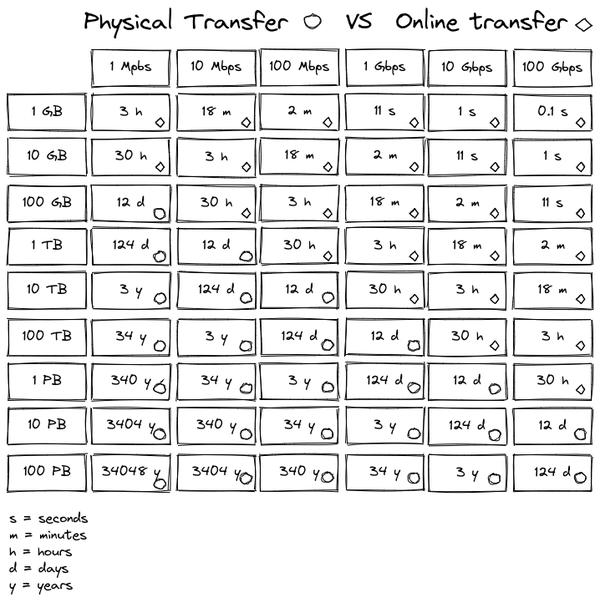 Physical Transfer VS Online transfer
1 Mpbs 10 Mbps 100 Mbps 1 Gbps 10 Gbps 100 Gbps
1 GB 3 h 18 m 2 m 11 s 1 s 0.1 s
10 GB 30 h 3 h 18 m 2 m 11 s 1 s
100 GB 12 d 30 h 3 h 18 m 2 m 11 s
1 TB 124 d 12 d 30 h 3 h 18 m 2 m
10 TB 3 y 124 d 12 d 30 h 3 h 18 m
100 TB 34 y 3 y 124 d 12 d 30 h 3 h
1 PB 340 y 34 y 3 y 124 d 12 d 30 h
10 PB 3404 y 340 y 34 y 3 y 124 d 12 d
100 PB 34048 y 3404 y 340 y 34 y 3 y 124 d
s = seconds
m = minutes
h = hours
d = days
y = years